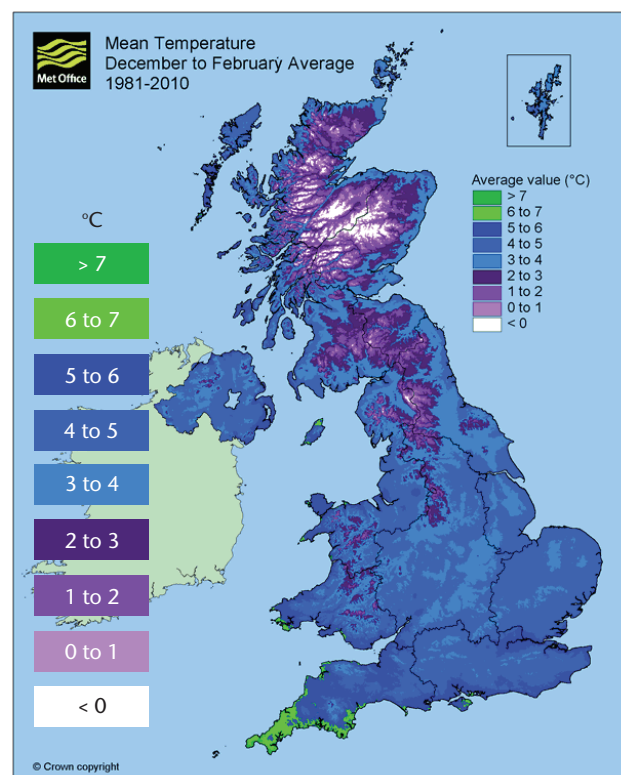 Mean Temperature
December to February Average
1981-2010
Met Office
Average value (°C)
> 7
6 to 7
5 to 6
4 to 5
3 to 4
2 to 3
1 to 2
0 to 1
< 0
°C
> 7
6 to 7
5 to 6
4 to 5
3 to 4
2 to 3
1 to 2
0 to 1
< 0
© Crown copyright